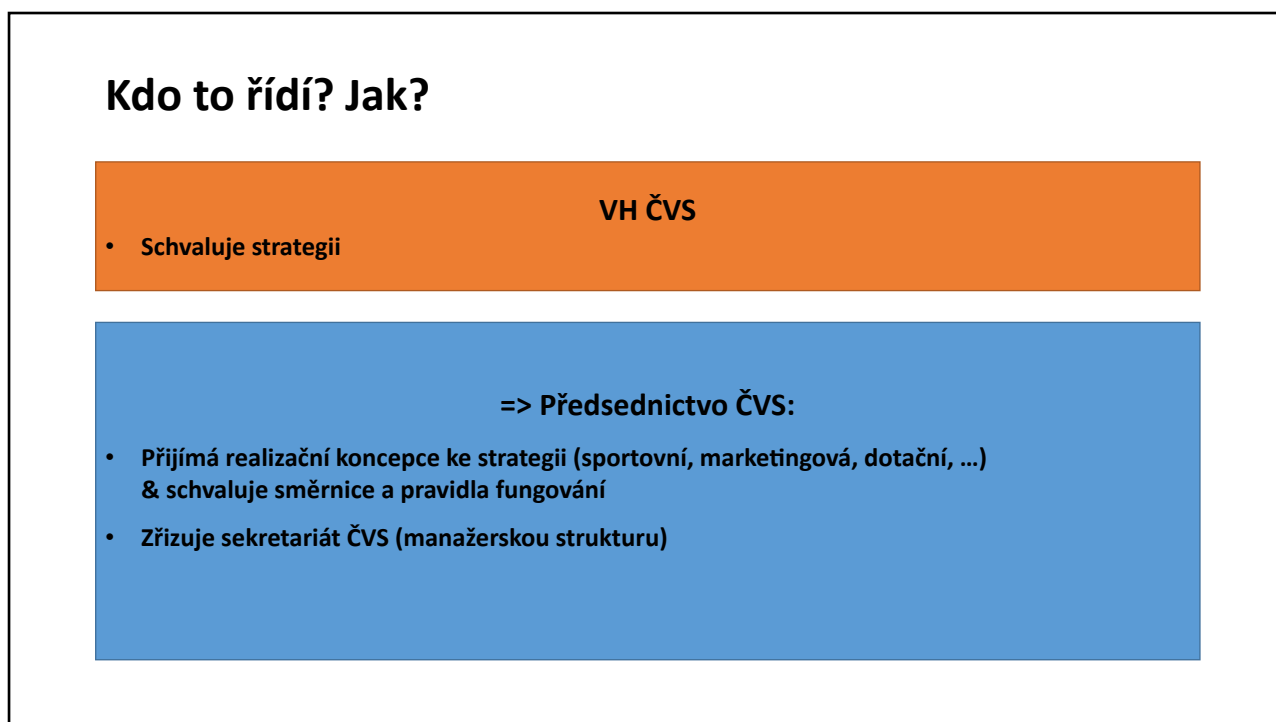 Kdo to řídí? Jak?
VH ČVS
• Schvaluje strategii
=> Předsednictvo ČVS:
• Přijímá realizační koncepce ke strategii (sportovní, marketingová, dotační, …)
& schvaluje směrnice a pravidla fungování
• Zřizuje sekretariát ČVS (manažerskou strukturu)